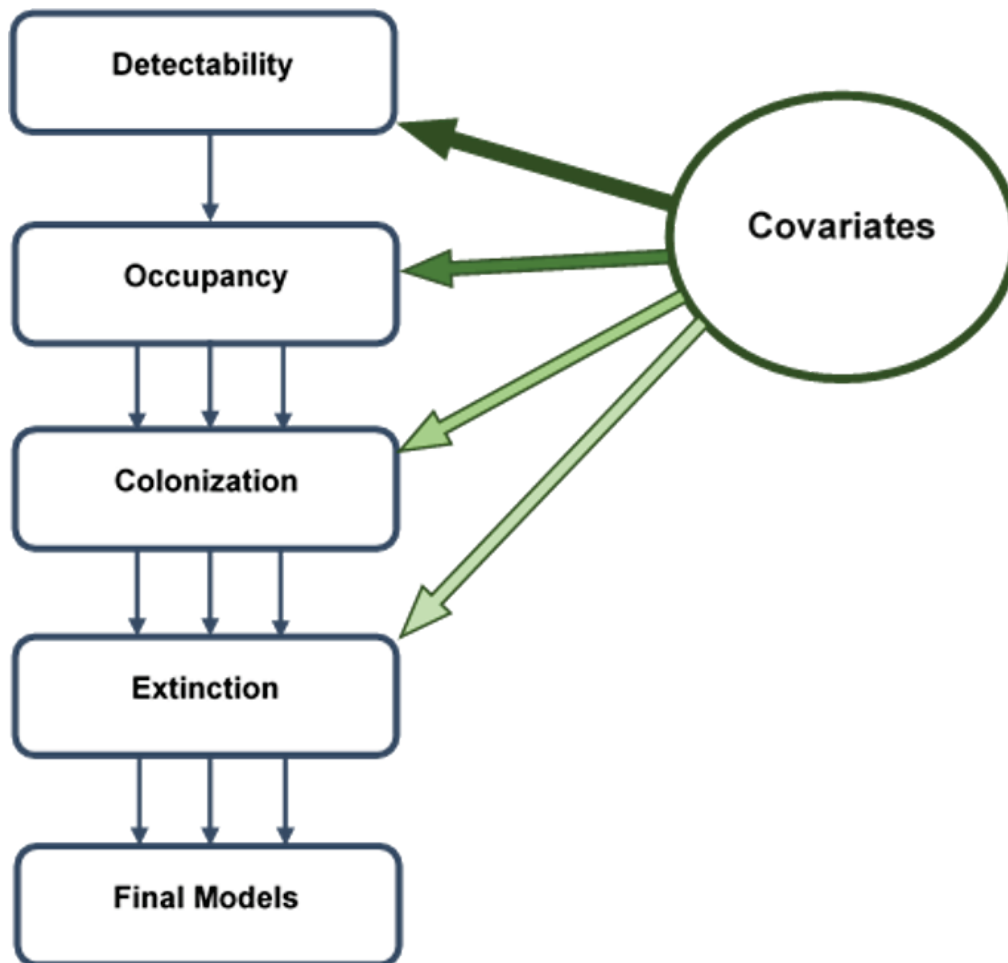 Detectability
Covariates
Occupancy
Colonization
Extinction
Final Models